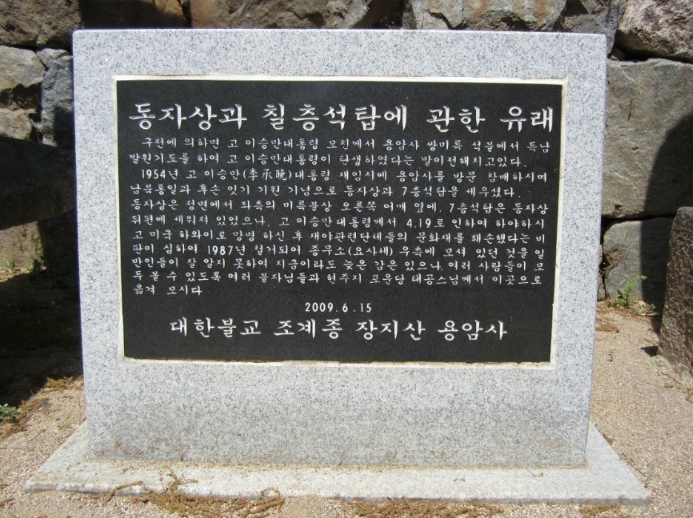 동자상과 칠층석탑에 관한 유래
구전에 의하면 고 이승만대통령 모친께서 용암사 쌍미륵 석불에서 득남
발원기도를 하여 고 이승만대통령이 탄생하였다는 말이전해지고있다.
1954년 고 이승만(李承晩)대통령 재임시에 용암사를 방문 참배하시며
남북통일과 후손 잇기 기원 기념으로 동자상과 7층석탑을 세우셨다.
동자상은 정면에서 좌측의 미륵불상 오른쪽 어깨 옆에, 7층석탑은 동자상
뒤편에 세워져 있었으나, 고 이승만대통령께서 4.19로 인하여 하야하시
고 미국 하와이로 망명 하신 후 재야관련단체들의 문화재를 훼손했다는 비
판이 심하여 1987년 철거되어 종무소(요사채) 우측에 모셔 있던 것을 일
반인들이 잘 알지 못하여 지금이라도 늦은 감은 있으나, 여러 사람들이 모
두 볼 수 있도록 여러 불자님들과 현주지 태공스님께서 이곳으로
옮겨 모시다
2009.6.15
대한불교 조계종 장지산 용암사